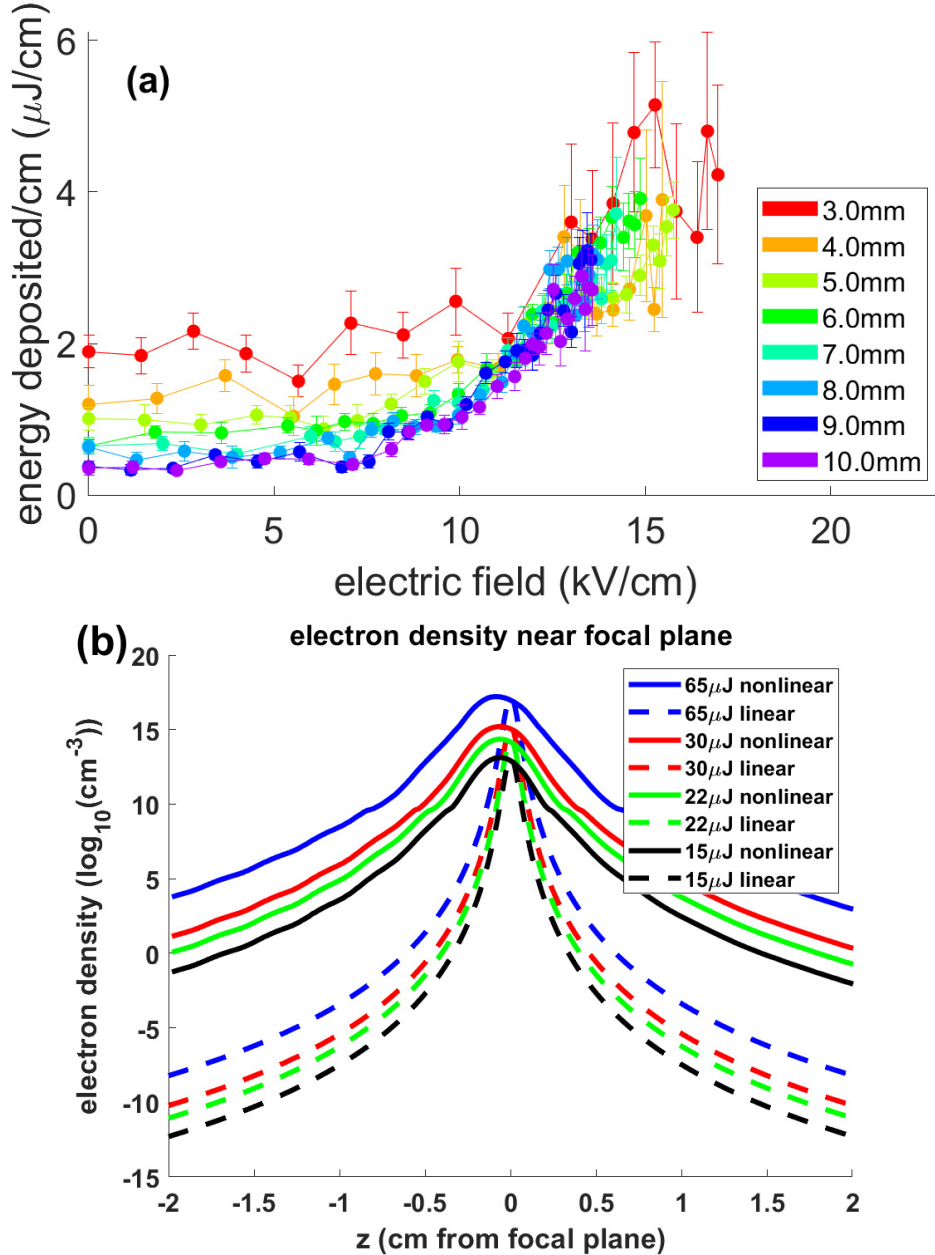 (a)
energy deposited/cm (μJ/cm)
6
4
2
0
0 5 10 15 20
electric field (kV/cm)
3.0mm
4.0mm
5.0mm
6.0mm
7.0mm
8.0mm
9.0mm
10.0mm
(b)
electron density near focal plane
electron density (log10(cm-3))
20
15
10
5
0
-5
-10
-15
-2 -1.5 -1 -0.5 0 0.5 1 1.5 2
z (cm from focal plane)
65μJ nonlinear
65μJ linear
30μJ nonlinear
30μJ linear
22μJ nonlinear
22μJ linear
15μJ nonlinear
15μJ linear